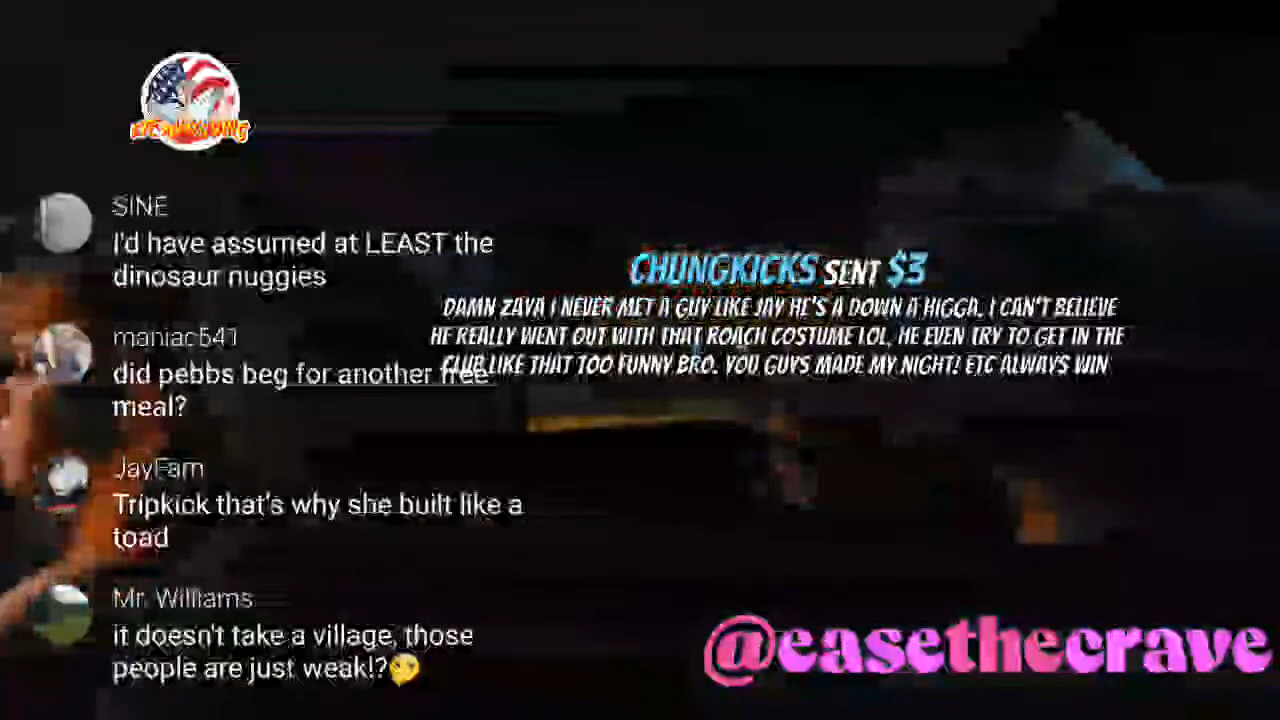 SINE
I'd have assumed at LEAST the
dinosaur nuggies
CHUNGKICKS SENT $3
DAMN ZAVA I NEVER MET A GUY LIKE JAY HE'S A DOWN A HIGGA, I CAN'T BELIEVE
HE REALLY WENT OUT WITH THAT ROACH COSTUME LOL, HE EVEN TRY TO GET IN THE
CLUB LIKE THAT TOO FUNNY BRO. YOU GUYS MADE MY NIGHT! ETC ALWAYS WIN
maniac541
did pebbs beg for another free
meal?
JayFam
Tripkick that's why she built like a
toad
Mr. Williams
it doesn't take a village, those
people are just weak!?
@easethecrave